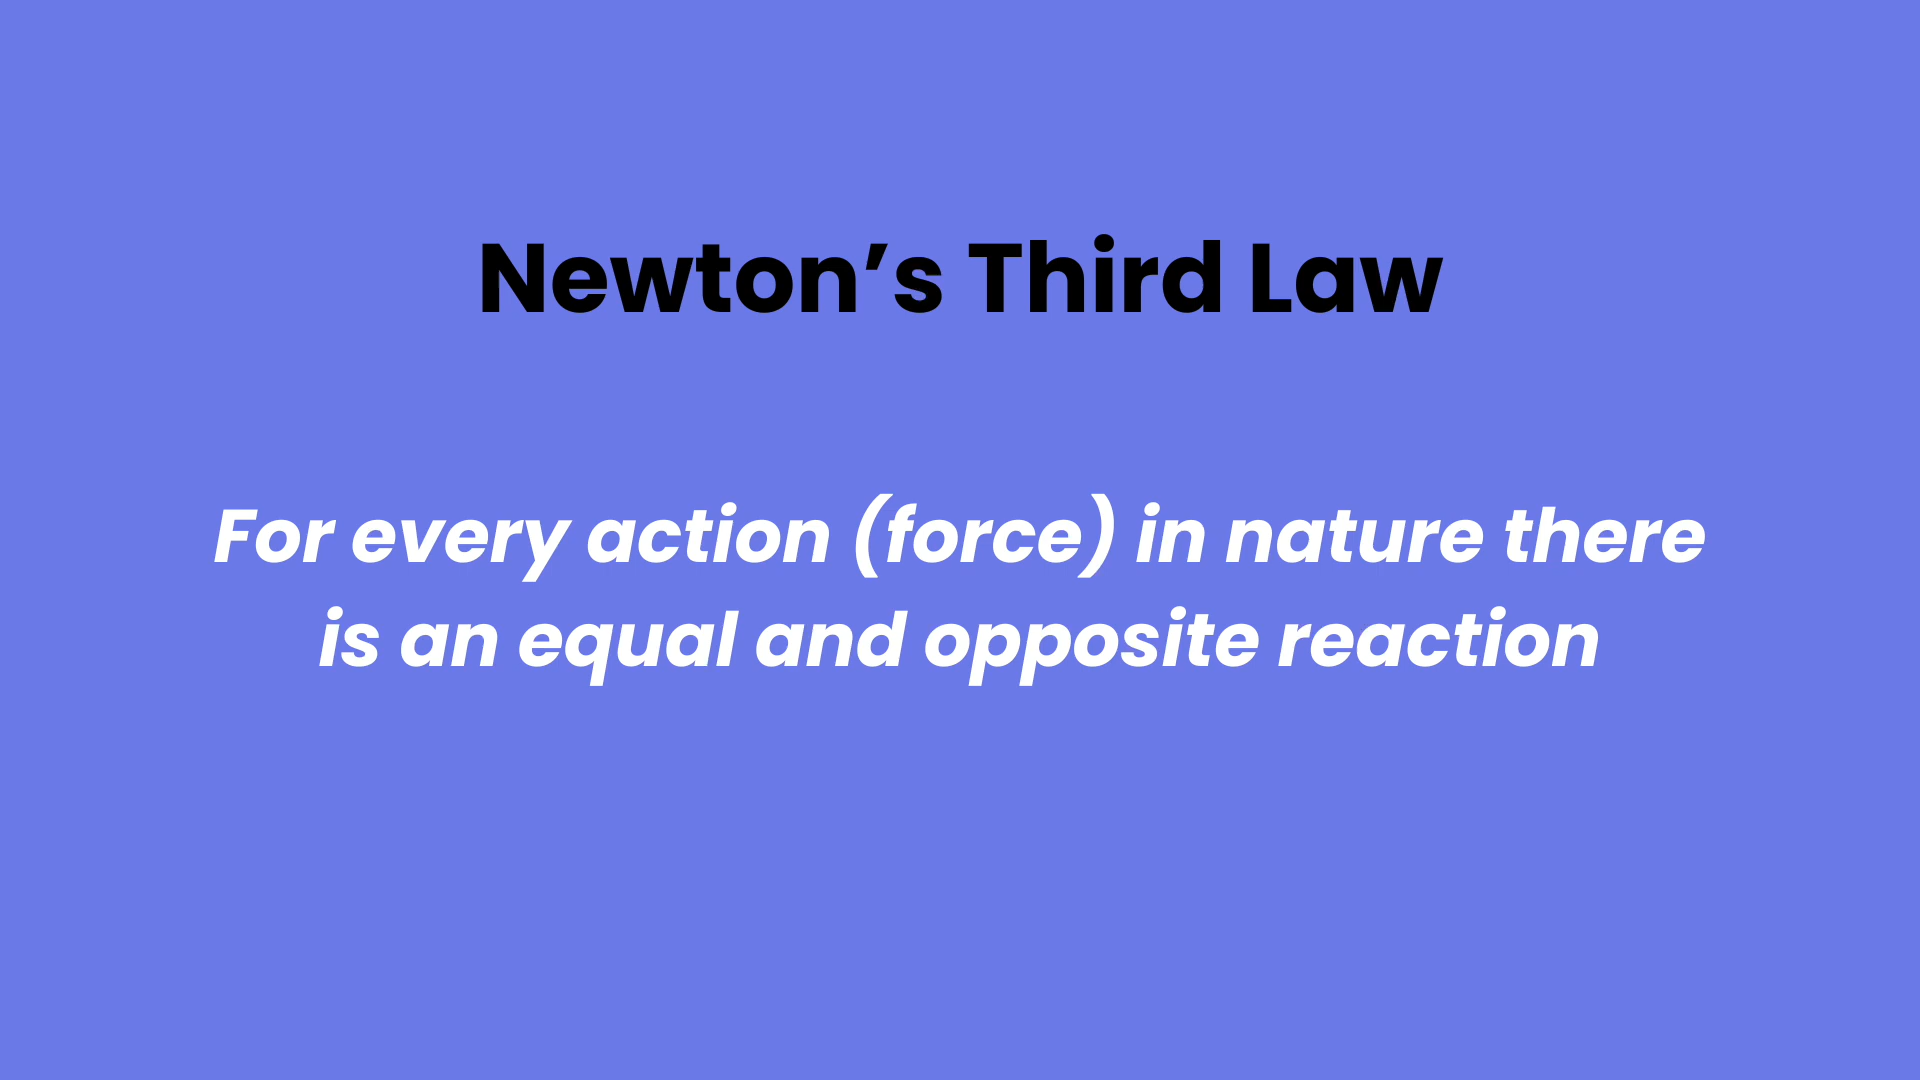 Newton’s Third Law
For every action (force) in nature there
is an equal and opposite reaction